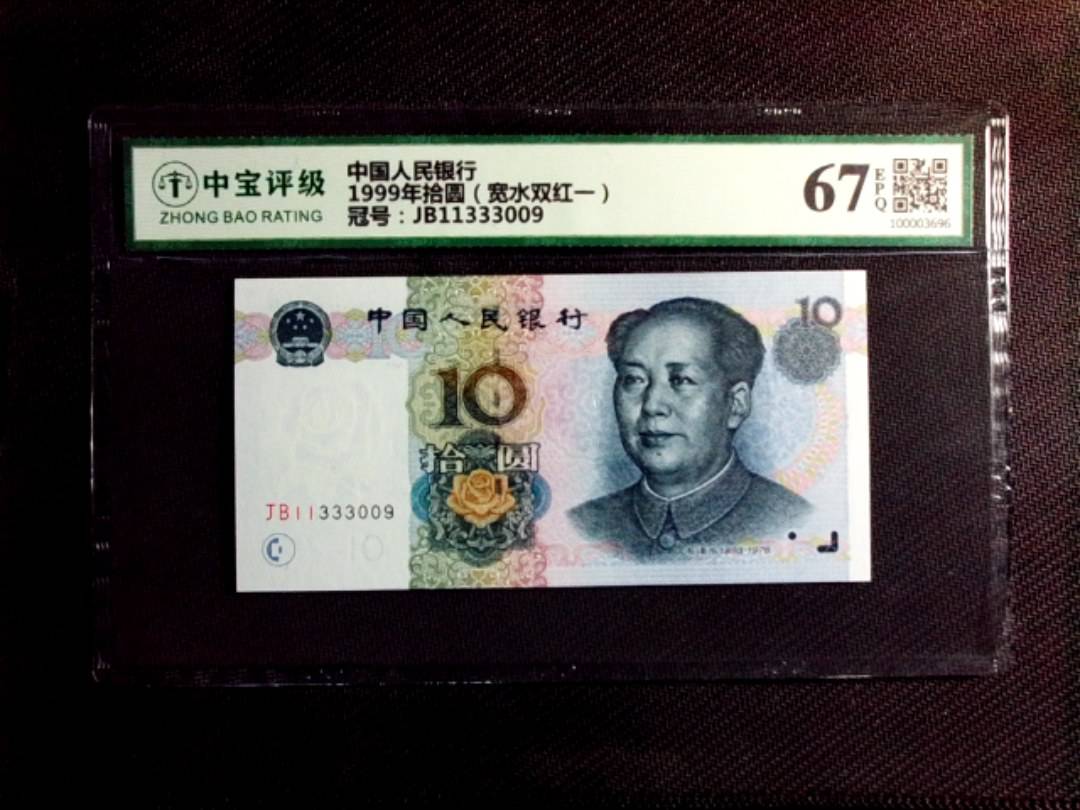 中宝评级
ZHONG BAO RATING
中国人民银行
1999年拾圆（宽水双红一）
冠号：JB11333009
67 EPQ
100003696
中国人民银行
10
10
拾圆
JB11333009
10